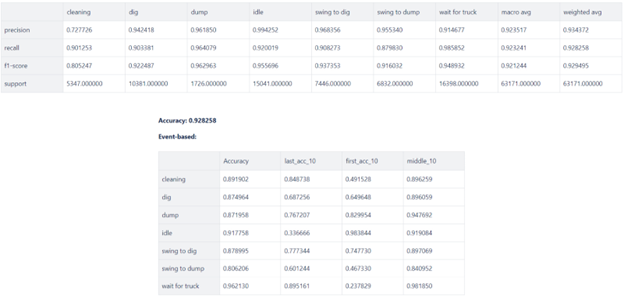 cleaning dig dump idle swing to dig swing to dump wait for truck macro avg weighted avg
precision 0.727726 0.942418 0.961850 0.994252 0.968356 0.955340 0.914677 0.923517 0.934372
recall 0.901253 0.903381 0.964079 0.920019 0.908273 0.879830 0.985852 0.923241 0.928258
f1-score 0.805247 0.922487 0.962963 0.955696 0.937353 0.916032 0.948932 0.921244 0.929495
support 5347.000000 10381.000000 1726.000000 15041.000000 7446.000000 6832.000000 16398.000000 63171.000000 63171.000000
Accuracy: 0.928258
Event-based:
Accuracy last_acc_10 first_acc_10 middle_10
cleaning 0.891902 0.848738 0.491528 0.896259
dig 0.874964 0.687256 0.649648 0.896059
dump 0.871958 0.767207 0.829954 0.947692
idle 0.917758 0.336666 0.983844 0.919084
swing to dig 0.878995 0.777344 0.747730 0.897069
swing to dump 0.806206 0.601244 0.467330 0.840952
wait for truck 0.962130 0.895161 0.237829 0.981850